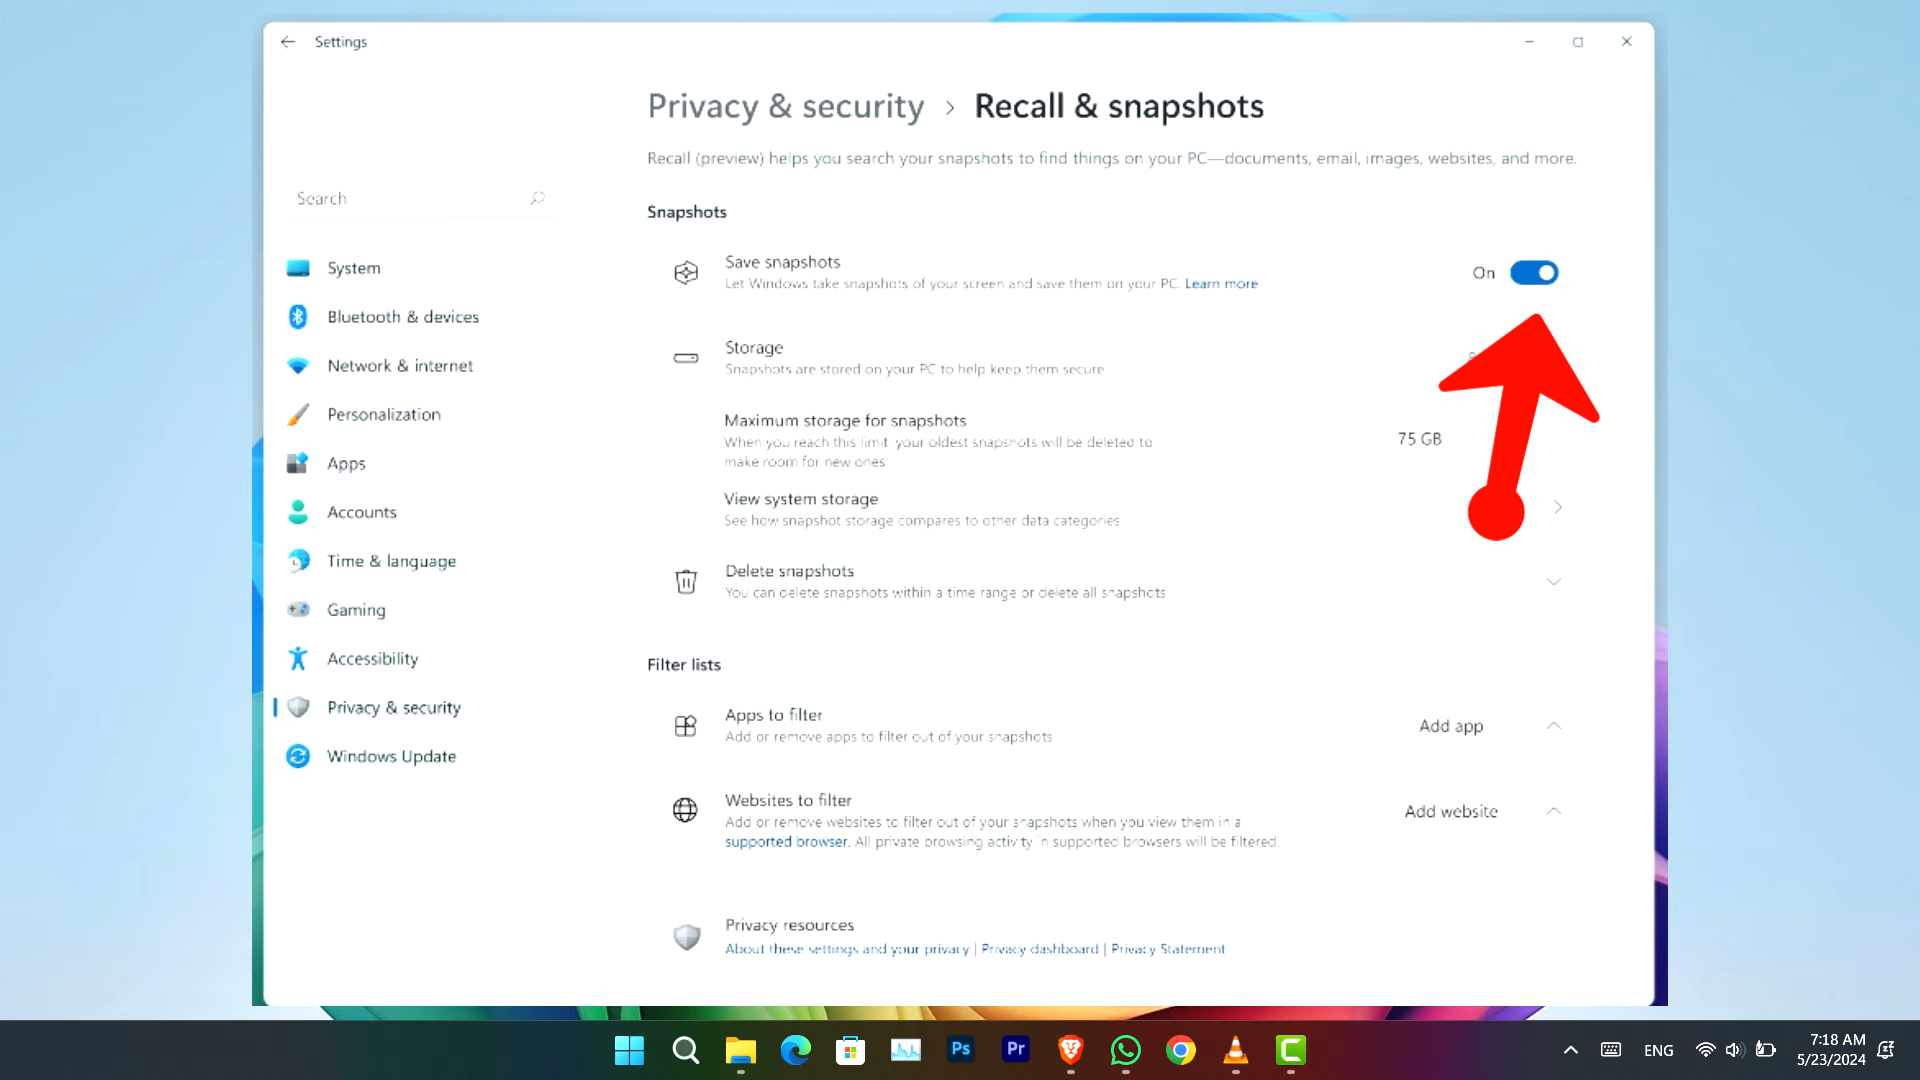 Settings
Privacy & security > Recall & snapshots
Recall (preview) helps you search your snapshots to find things on your PC—documents, email, images, websites, and more.
Search
Snapshots
Save snapshots
Let Windows take snapshots of your screen and save them on your PC. Learn more
On
Storage
Snapshots are stored on your PC to help keep them secure
Maximum storage for snapshots
When you reach this limit, your oldest snapshots will be deleted to
make room for new ones
75 GB
View system storage
See how snapshot storage compares to other data categories
Delete snapshots
You can delete snapshots within a time range or delete all snapshots
Filter lists
Apps to filter
Add or remove apps to filter out of your snapshots
Add app
Websites to filter
Add or remove websites to filter out of your snapshots when you view them in a
supported browser. All private browsing activity in supported browsers will be filtered.
Add website
Privacy resources
About these settings and your privacy | Privacy dashboard | Privacy Statement
System
Bluetooth & devices
Network & internet
Personalization
Apps
Accounts
Time & language
Gaming
Accessibility
Privacy & security
Windows Update
Ps
Pr
ENG
7:18 AM
5/23/2024